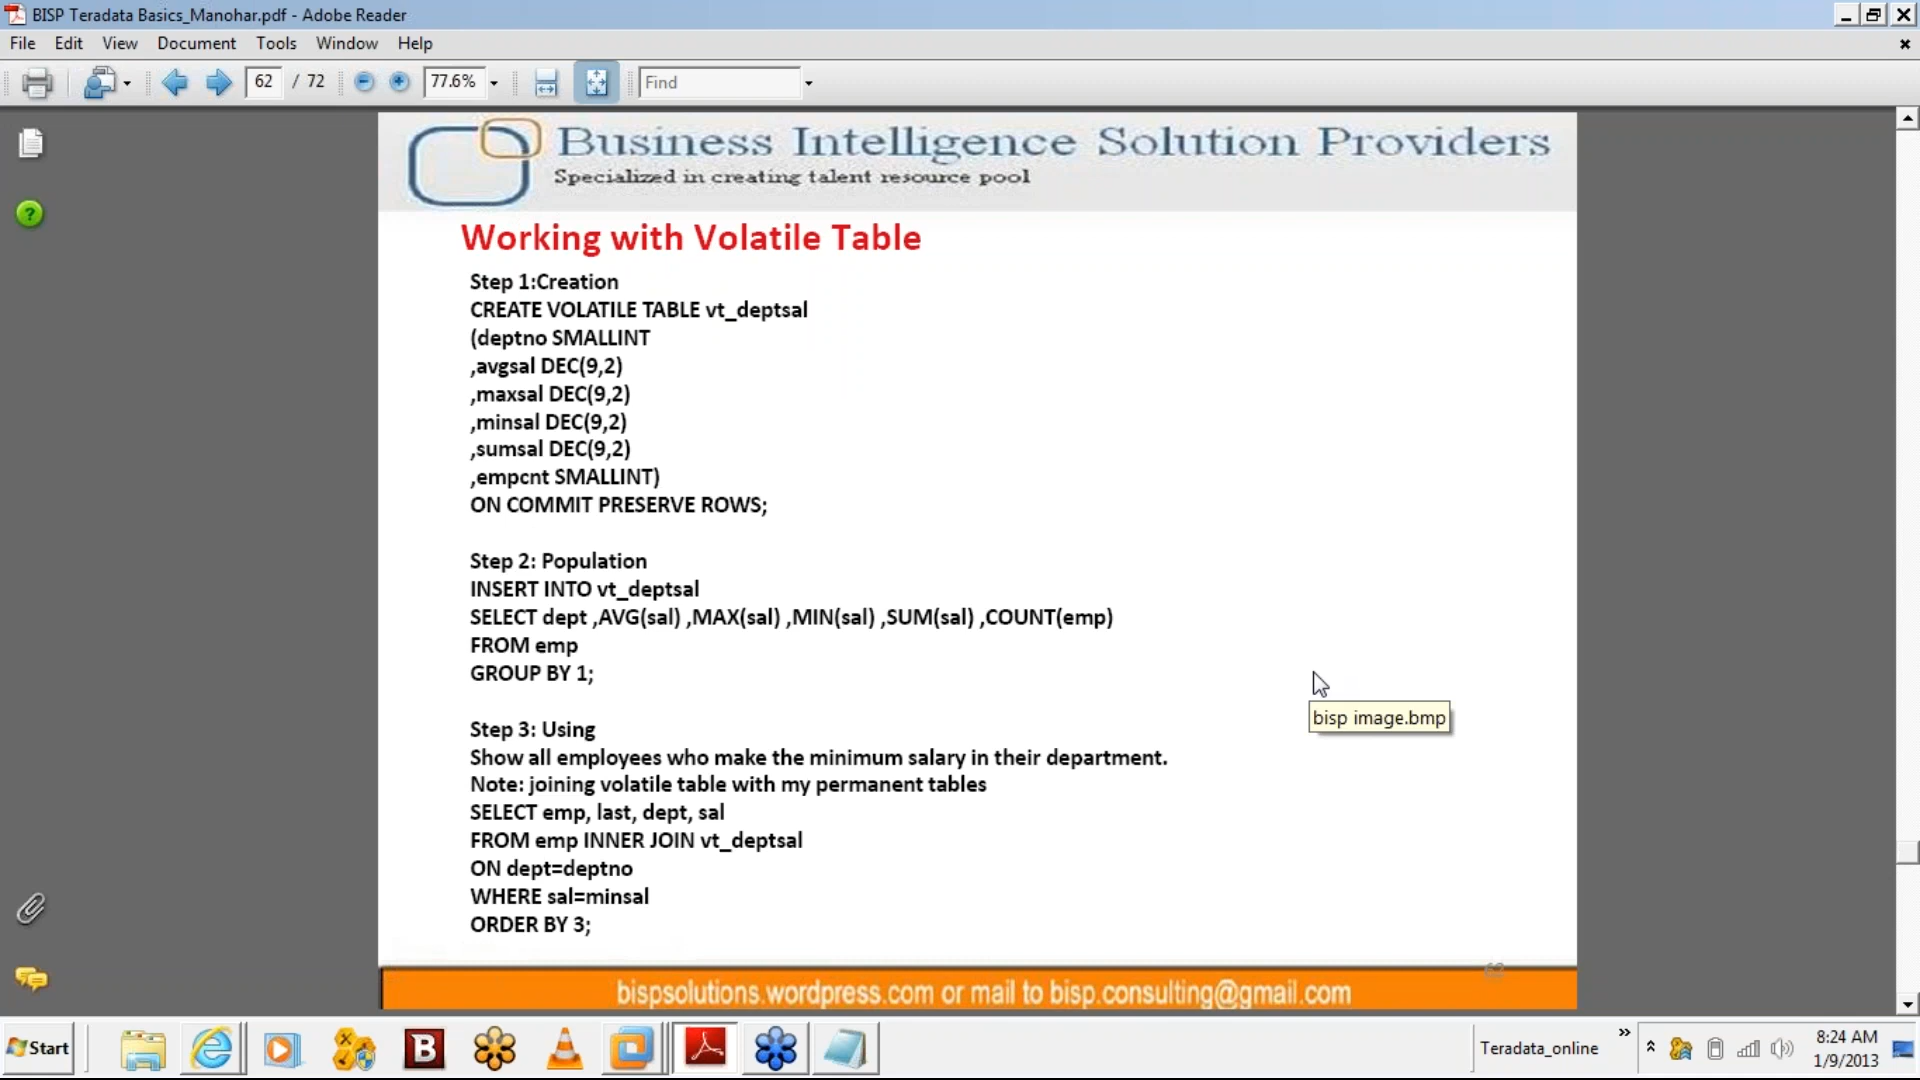 BISP Teradata Basics_Manohar.pdf - Adobe Reader
File Edit View Document Tools Window Help
62 / 72 77.6% Find
Business Intelligence Solution Providers
Specialized in creating talent resource pool
Working with Volatile Table
Step 1:Creation
CREATE VOLATILE TABLE vt_deptsal
(deptno SMALLINT
,avgsal DEC(9,2)
,maxsal DEC(9,2)
,minsal DEC(9,2)
,sumsal DEC(9,2)
,empcnt SMALLINT)
ON COMMIT PRESERVE ROWS;
Step 2: Population
INSERT INTO vt_deptsal
SELECT dept ,AVG(sal) ,MAX(sal) ,MIN(sal) ,SUM(sal) ,COUNT(emp)
FROM emp
GROUP BY 1;
bisp image.bmp
Step 3: Using
Show all employees who make the minimum salary in their department.
Note: joining volatile table with my permanent tables
SELECT emp, last, dept, sal
FROM emp INNER JOIN vt_deptsal
ON dept=deptno
WHERE sal=minsal
ORDER BY 3;
62
bispsolutions.wordpress.com or mail to bisp.consulting@gmail.com
Start
B
Teradata_online
8:24 AM
1/9/2013